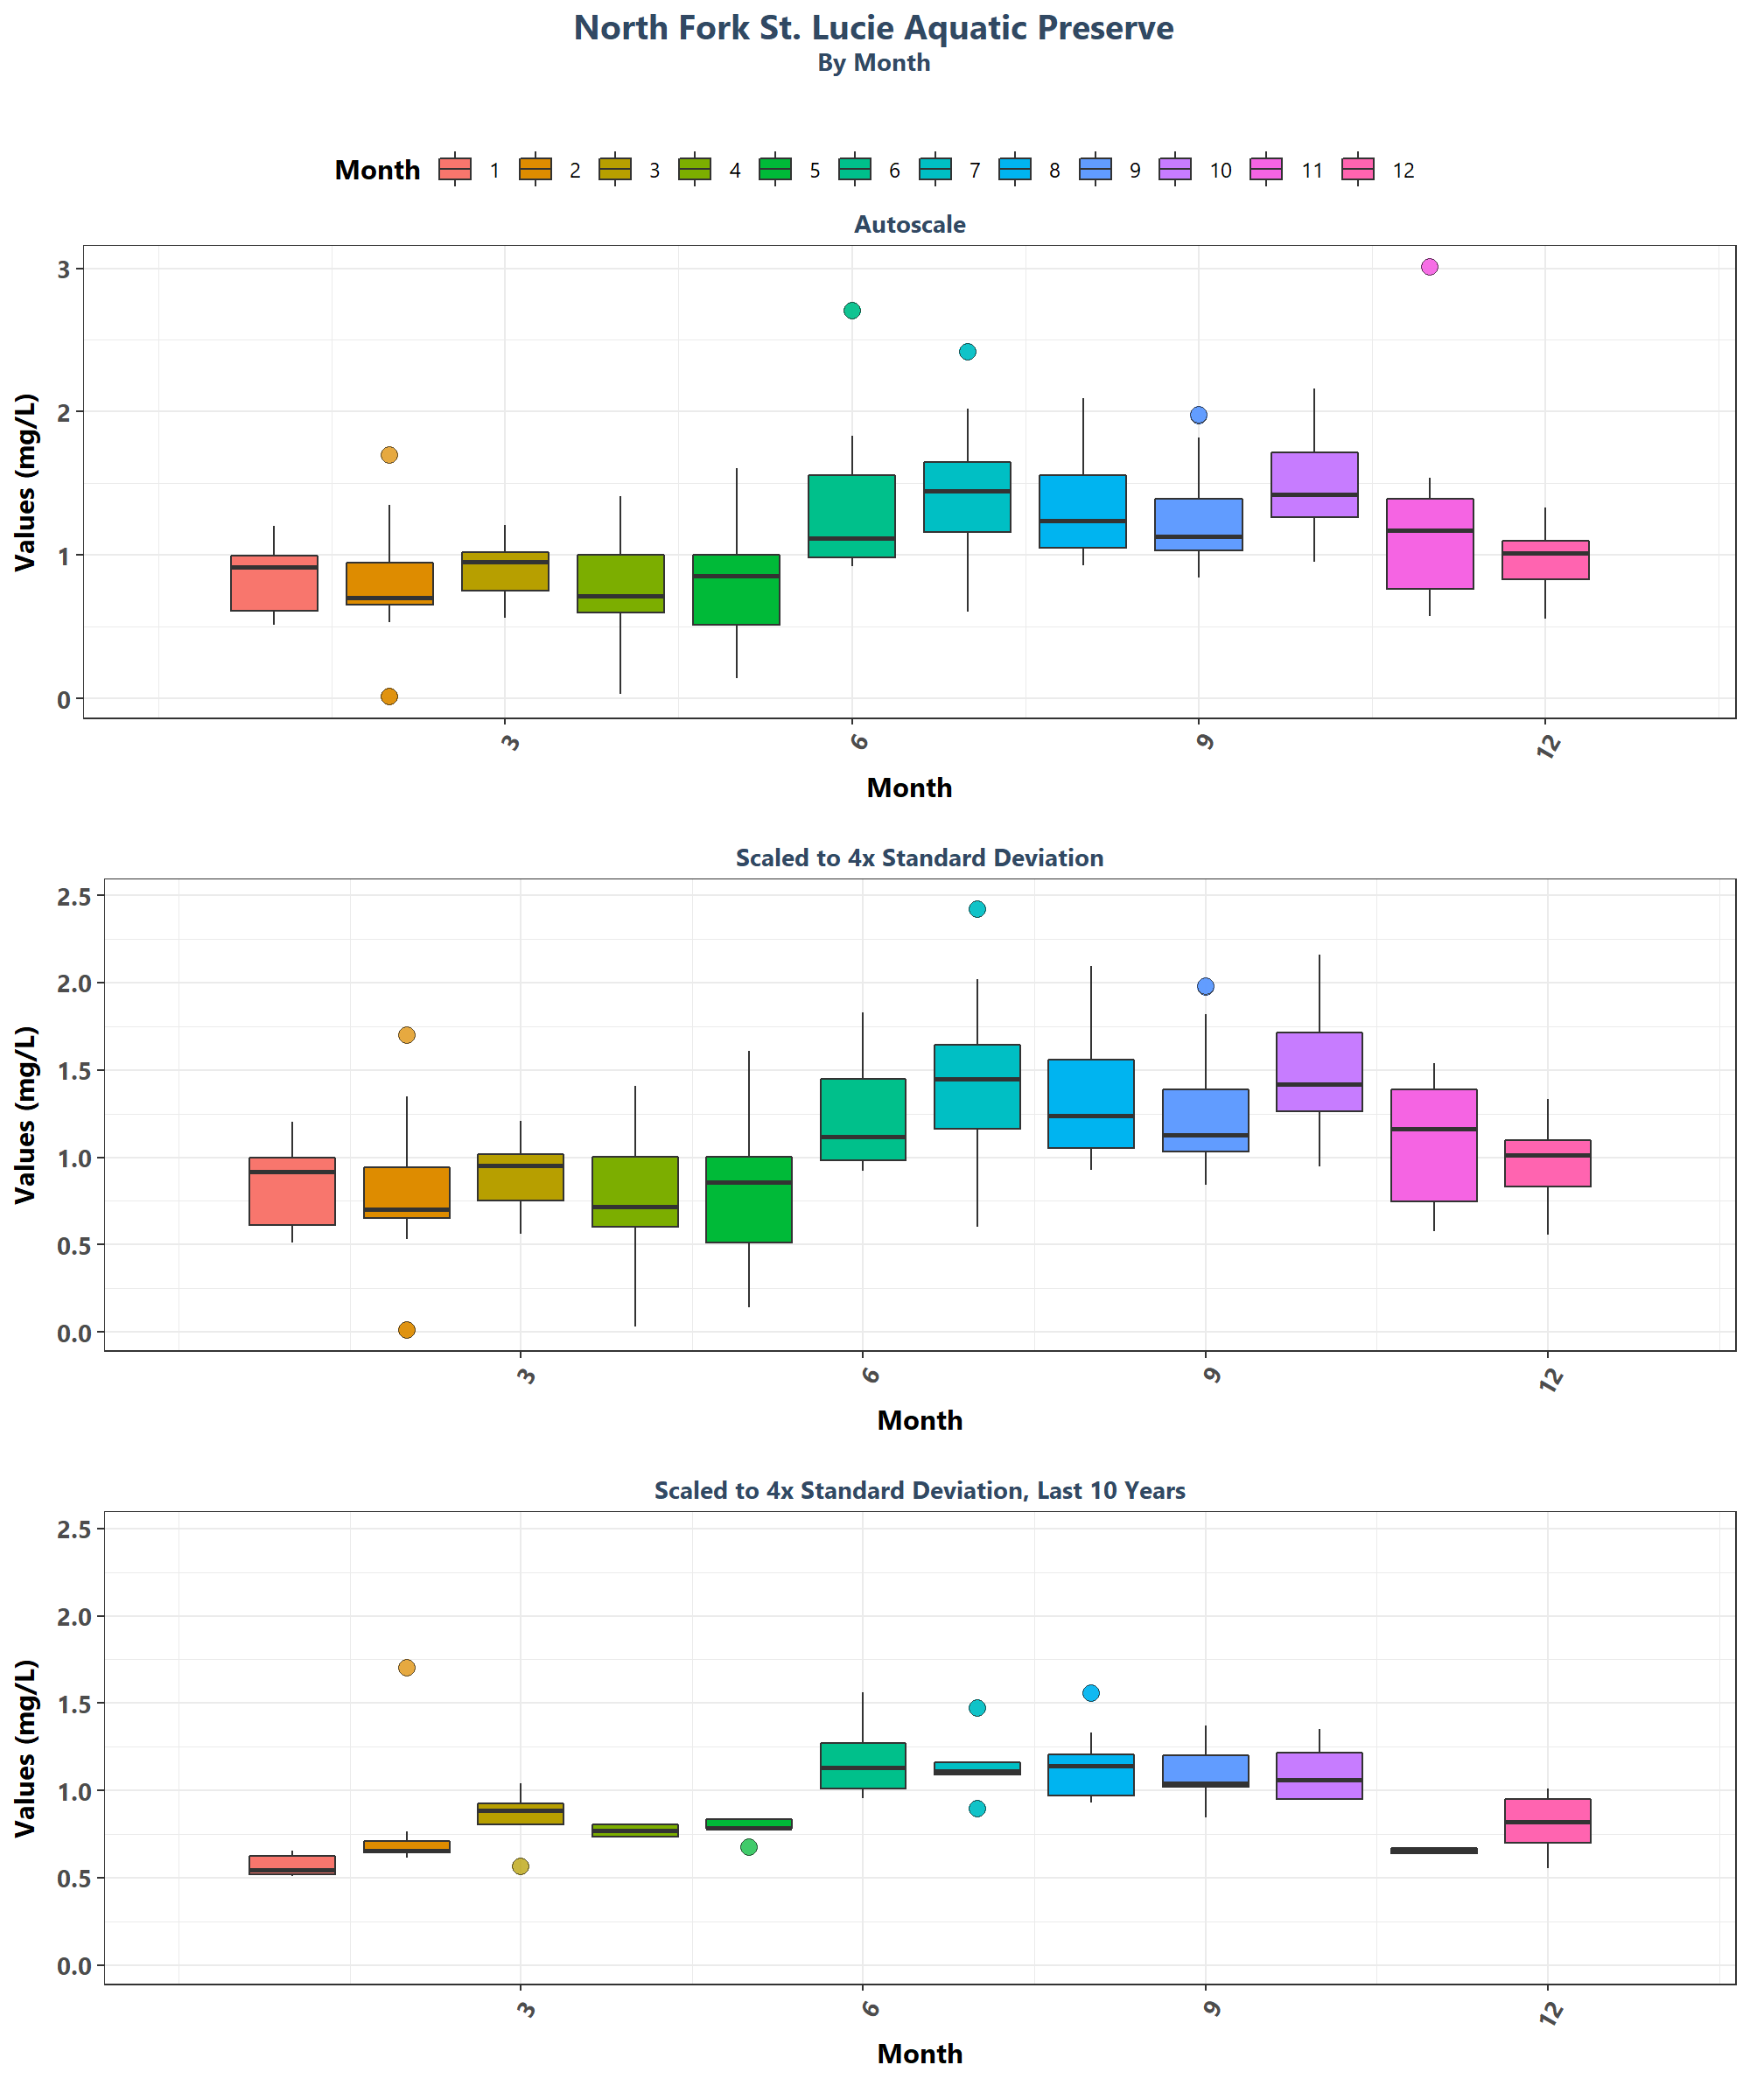 North Fork St. Lucie Aquatic Preserve
By Month
Month 1 2 3 4 5 6 7 8 9 10 11 12
Autoscale
Values (mg/L)
3
2
1
0
3 6 9 12
Month
Scaled to 4x Standard Deviation
Values (mg/L)
2.5
2.0
1.5
1.0
0.5
0.0
3 6 9 12
Month
Scaled to 4x Standard Deviation, Last 10 Years
Values (mg/L)
2.5
2.0
1.5
1.0
0.5
0.0
3 6 9 12
Month